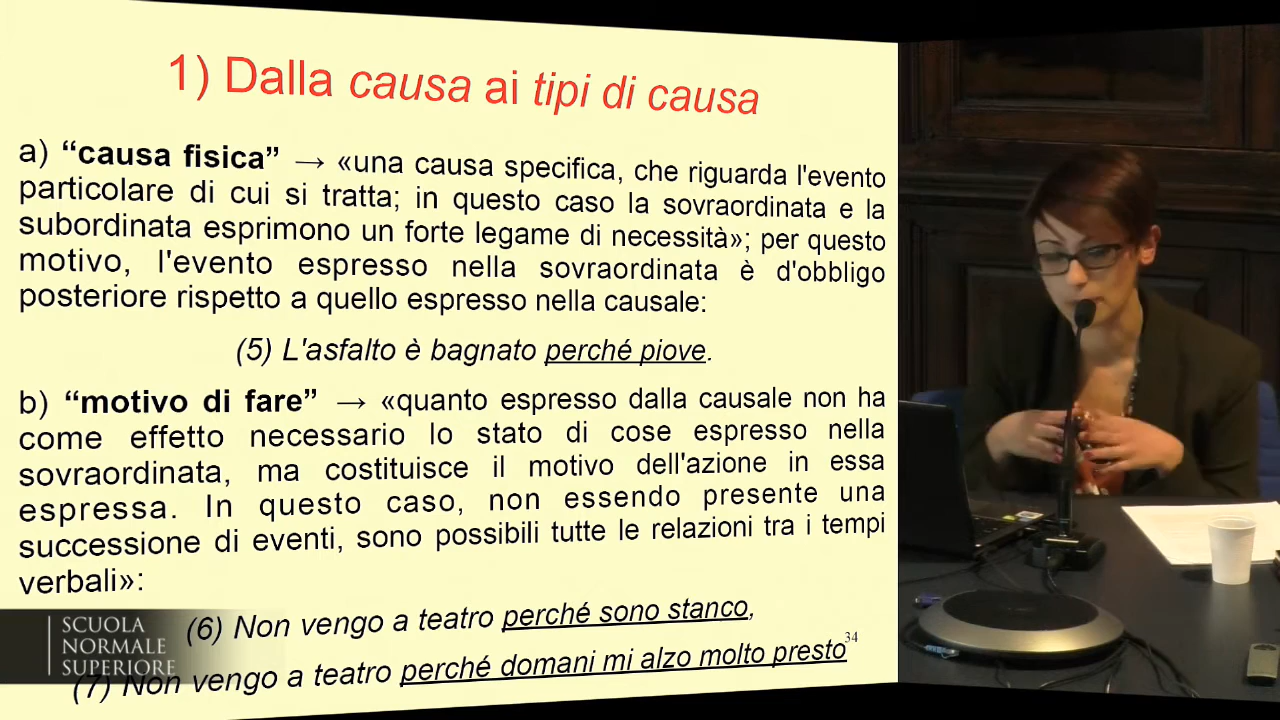 1) Dalla causa ai tipi di causa
a) “causa fisica” → «una causa specifica, che riguarda l'evento
particolare di cui si tratta; in questo caso la sovraordinata e la
subordinata esprimono un forte legame di necessità»; per questo
motivo, l'evento espresso nella sovraordinata è d'obbligo
posteriore rispetto a quello espresso nella causale:
(5) L'asfalto è bagnato perché piove.
b) “motivo di fare” → «quanto espresso dalla causale non ha
come effetto necessario lo stato di cose espresso nella
sovraordinata, ma costituisce il motivo dell'azione in essa
espressa. In questo caso, non essendo presente una
successione di eventi, sono possibili tutte le relazioni tra i tempi
verbali»:
(6) Non vengo a teatro perché sono stanco,
(7) Non vengo a teatro perché domani mi alzo molto presto
34
SCUOLA
NORMALE
SUPERIORE